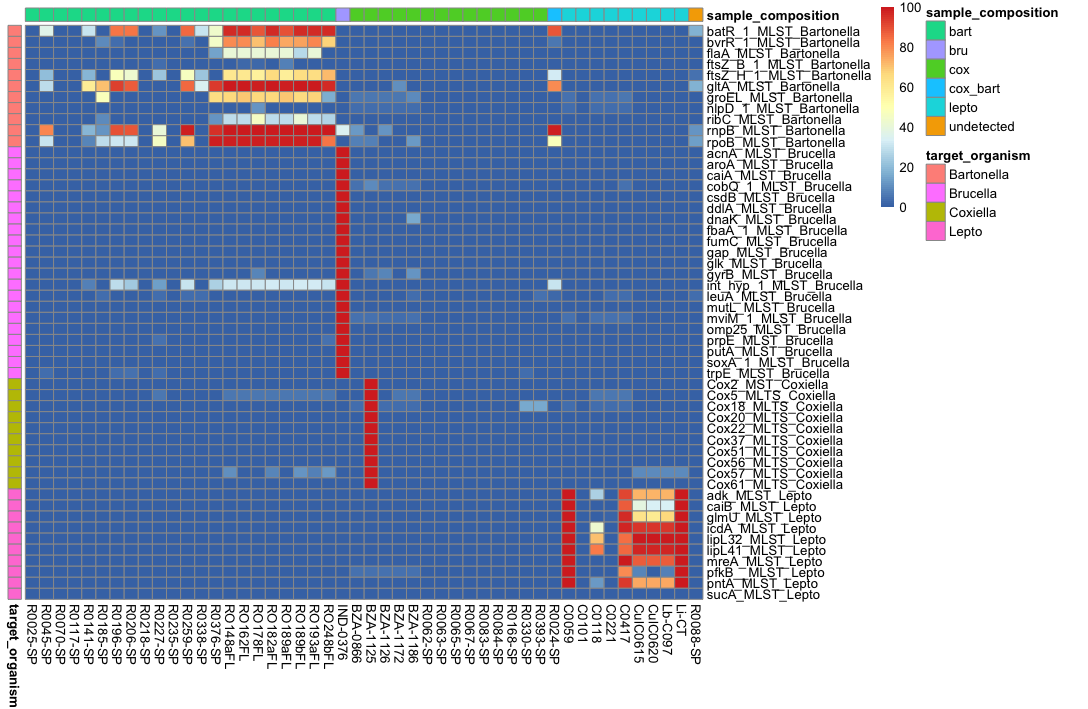 sample_composition
batR_1_MLST_Bartonella
bvrR_1_MLST_Bartonella
flaA_MLST_Bartonella
ftsZ_B_1_MLST_Bartonella
ftsZ_H_1_MLST_Bartonella
gltA_MLST_Bartonella
groEL_MLST_Bartonella
nlpD_1_MLST_Bartonella
ribC_MLST_Bartonella
rnpB_MLST_Bartonella
rpoB_MLST_Bartonella
acnA_MLST_Brucella
aroA_MLST_Brucella
caiA_MLST_Brucella
cobQ_1_MLST_Brucella
csdB_MLST_Brucella
ddlA_MLST_Brucella
dnaK_MLST_Brucella
fbaA_1_MLST_Brucella
fumC_MLST_Brucella
gap_MLST_Brucella
glk_MLST_Brucella
gyrB_MLST_Brucella
int_hyp_1_MLST_Brucella
leuA_MLST_Brucella
mutL_MLST_Brucella
mviM_1_MLST_Brucella
omp25_MLST_Brucella
prpE_MLST_Brucella
putA_MLST_Brucella
soxA_1_MLST_Brucella
trpE_MLST_Brucella
Cox2_MST_Coxiella
Cox5_MLTS_Coxiella
Cox18_MLTS_Coxiella
Cox20_MLTS_Coxiella
Cox22_MLTS_Coxiella
Cox37_MLTS_Coxiella
Cox51_MLTS_Coxiella
Cox56_MLTS_Coxiella
Cox57_MLTS_Coxiella
Cox61_MLTS_Coxiella
adk_MLST_Lepto
caiB_MLST_Lepto
glmU_MLST_Lepto
icdA_MLST_Lepto
lipL32_MLST_Lepto
lipL41_MLST_Lepto
mreA_MLST_Lepto
pfkB_MLST_Lepto
pntA_MLST_Lepto
sucA_MLST_Lepto
target_organism
R0025-SP
R0045-SP
R0070-SP
R0117-SP
R0141-SP
R0185-SP
R0196-SP
R0206-SP
R0218-SP
R0227-SP
R0235-SP
R0259-SP
R0338-SP
R0376-SP
RO148aFL
RO162FL
RO178FL
RO182aFL
RO189aFL
RO189bFL
RO193aFL
RO248bFL
IND-0376
BZA-0866
BZA-1125
BZA-1126
BZA-1172
BZA-1186
R0062-SP
R0063-SP
R0065-SP
R0067-SP
R0083-SP
R0084-SP
R0168-SP
R0330-SP
R0393-SP
R0024-SP
C0059
C0101
C0118
C0221
C0417
CulC0615
CulC0620
Lb-C097
Li-CT
R0088-SP
100
80
60
40
20
0
sample_composition
bart
bru
cox
cox_bart
lepto
undetected
target_organism
Bartonella
Brucella
Coxiella
Lepto